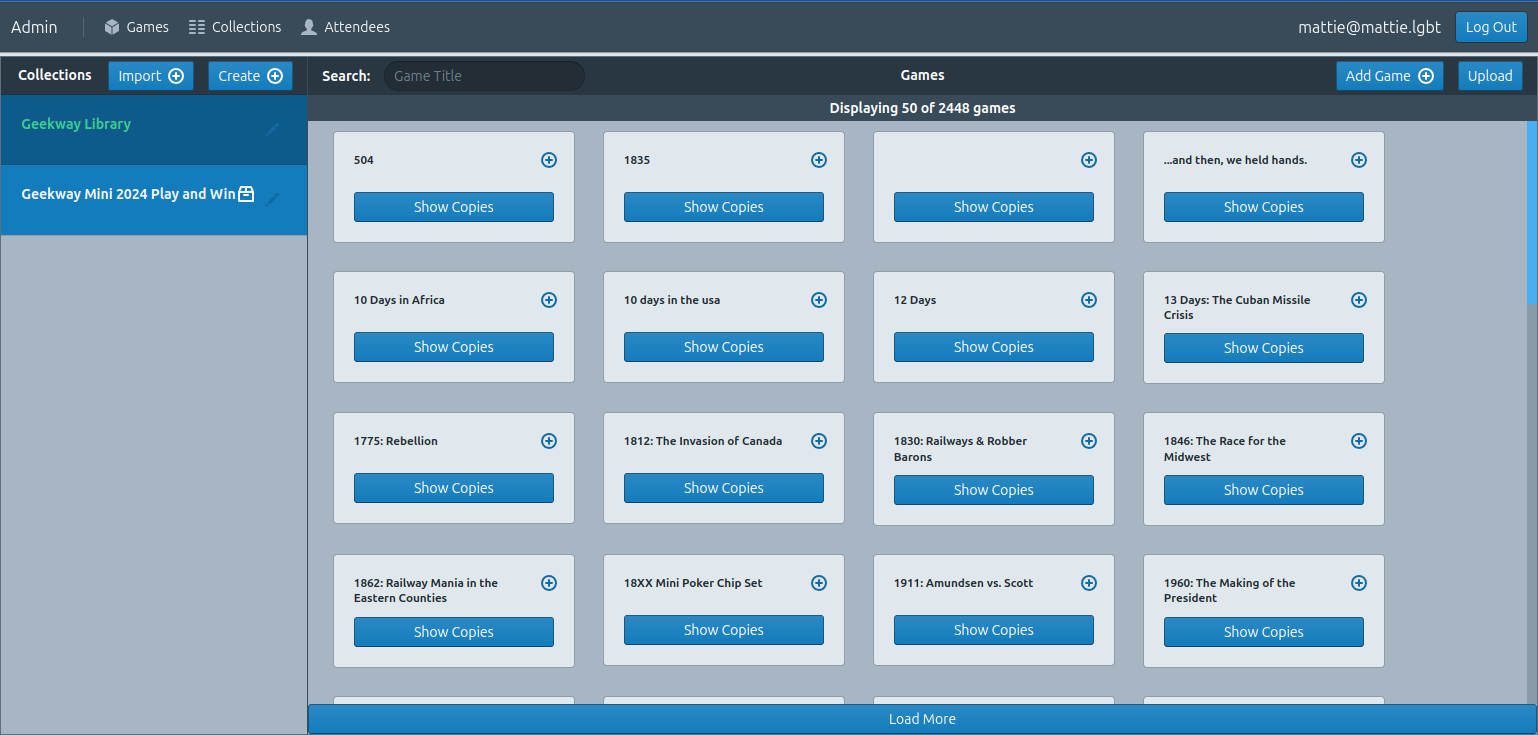 Admin
Games
Collections
Attendees
mattie@mattie.lgbt
Log Out
Collections
Import
Create
Search:
Game Title
Games
Add Game
Upload
Geekway Library
Geekway Mini 2024 Play and Win
Displaying 50 of 2448 games
504
Show Copies
1835
Show Copies
Show Copies
...and then, we held hands.
Show Copies
10 Days in Africa
Show Copies
10 days in the usa
Show Copies
12 Days
Show Copies
13 Days: The Cuban Missile
Crisis
Show Copies
1775: Rebellion
Show Copies
1812: The Invasion of Canada
Show Copies
1830: Railways & Robber
Barons
Show Copies
1846: The Race for the
Midwest
Show Copies
1862: Railway Mania in the
Eastern Counties
Show Copies
18XX Mini Poker Chip Set
Show Copies
1911: Amundsen vs. Scott
Show Copies
1960: The Making of the
President
Show Copies
Load More